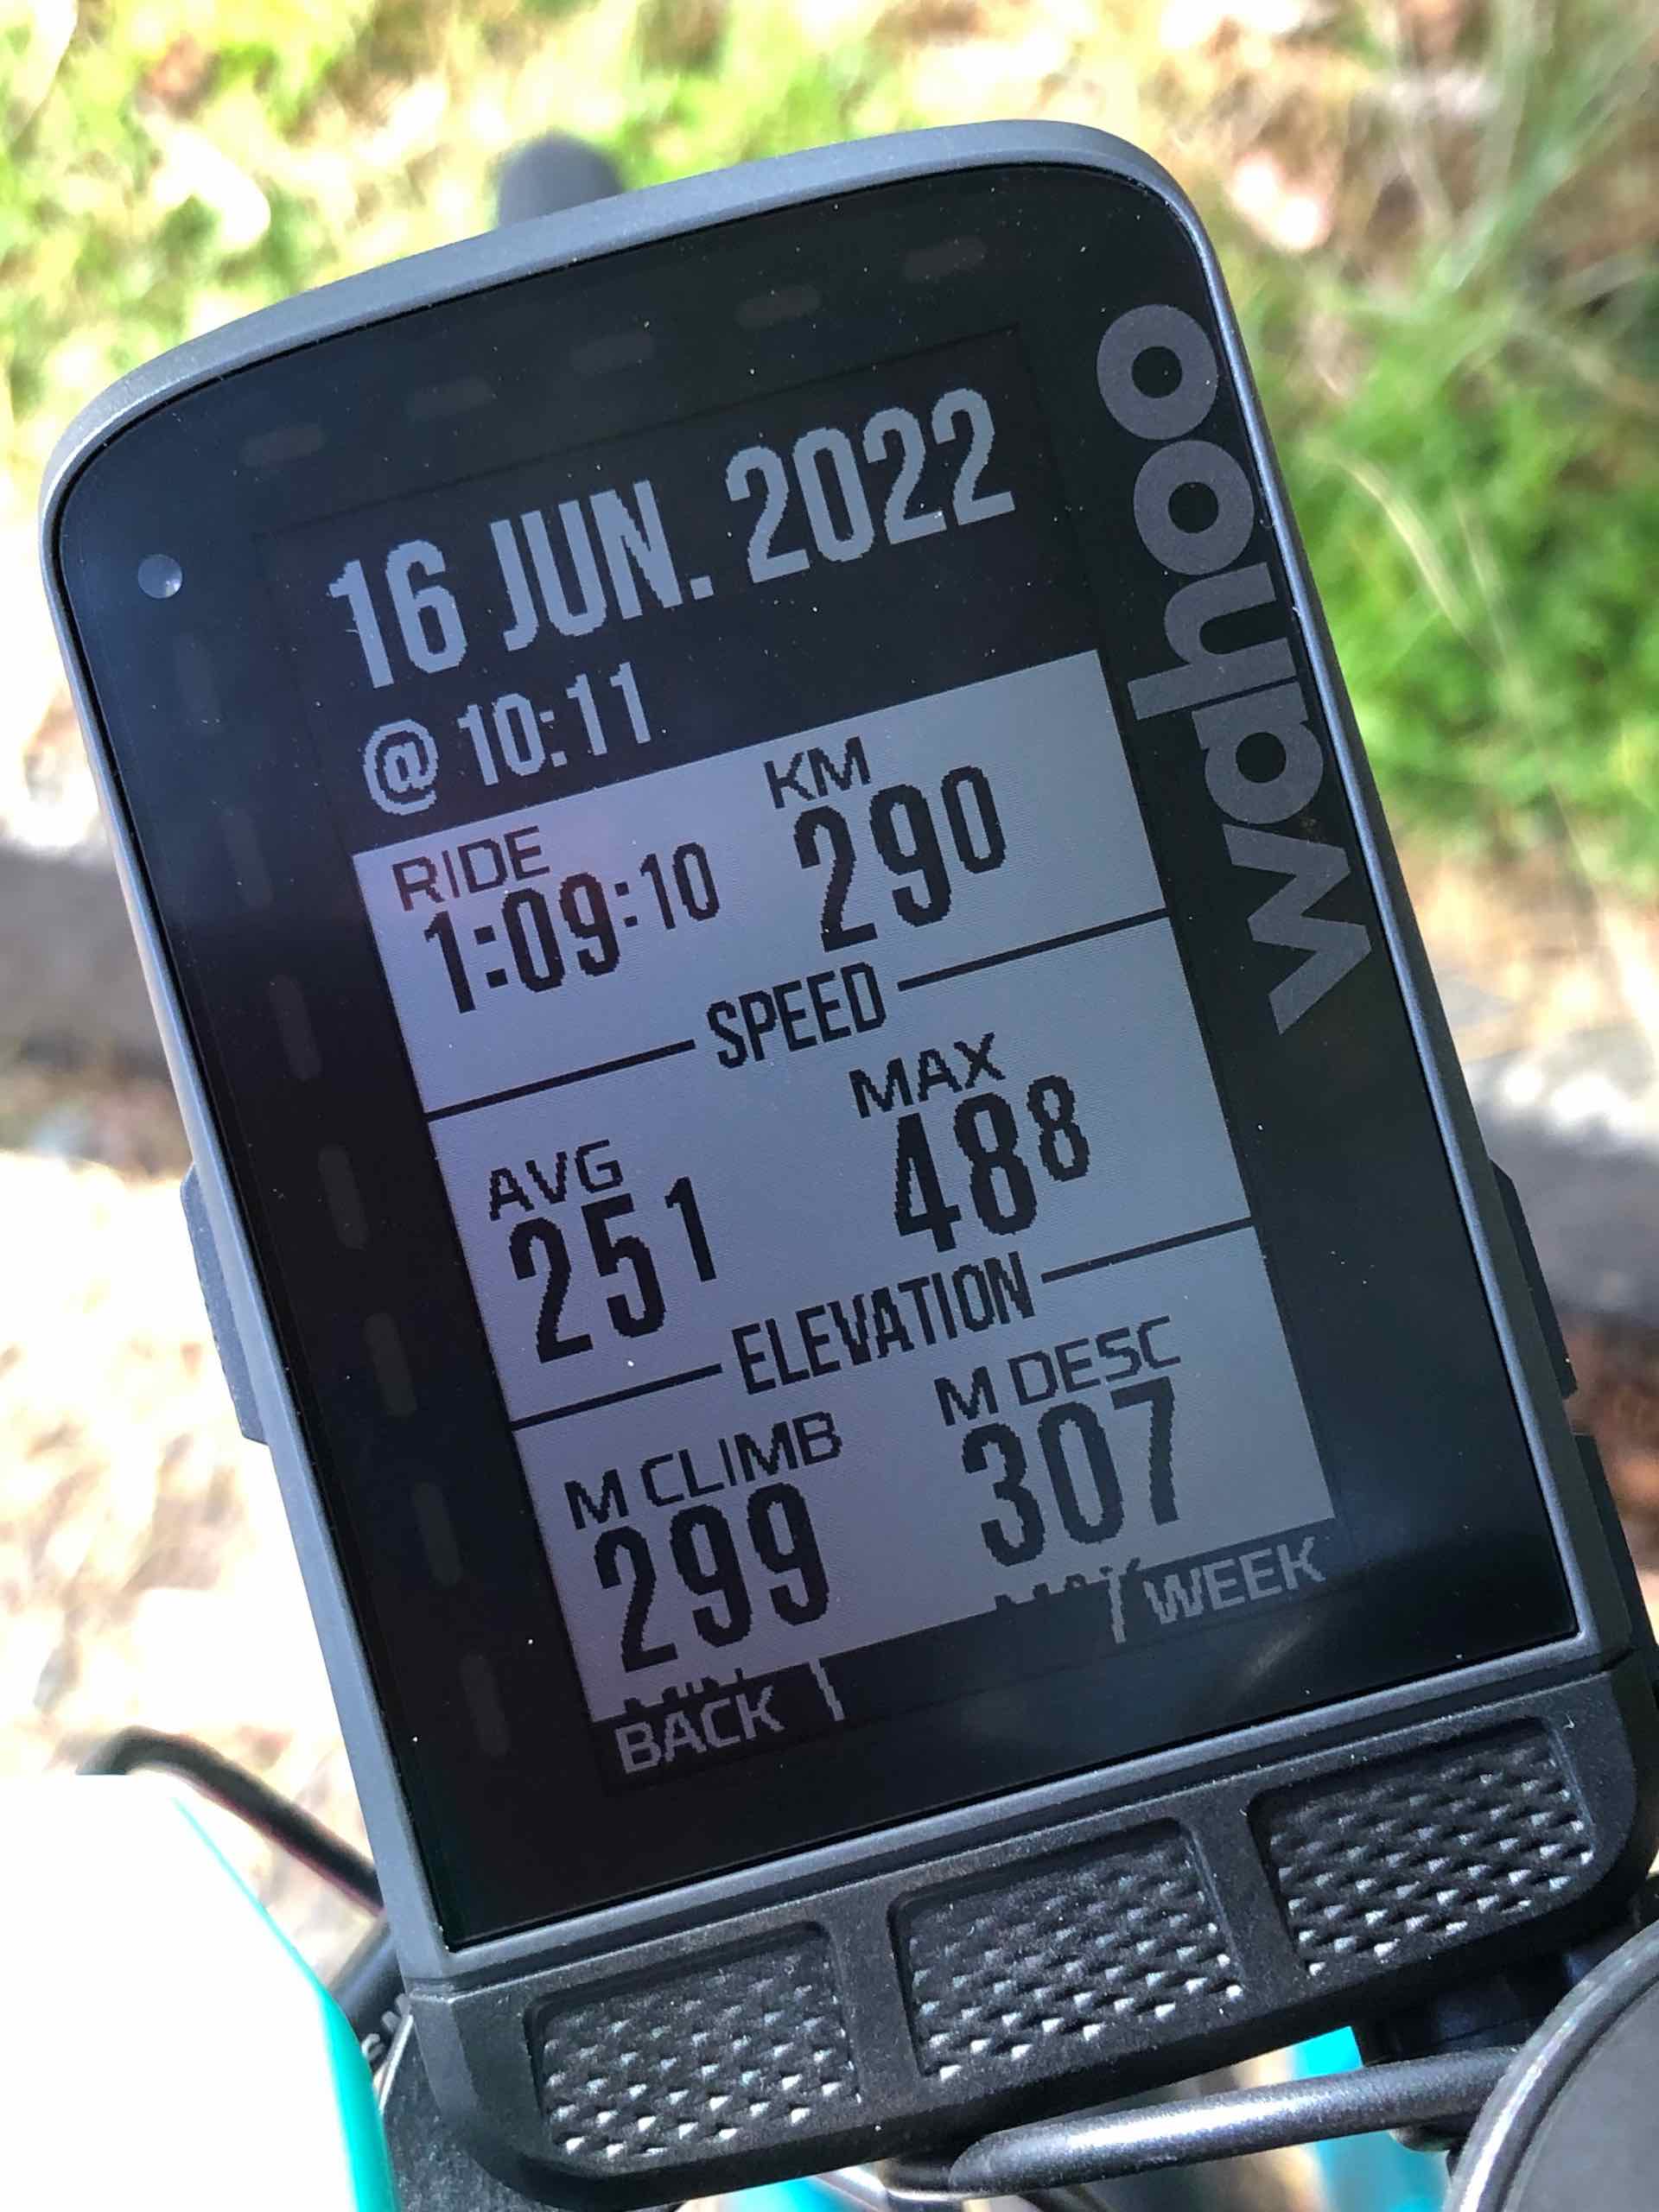 16 JUN. 2022
@ 10:11
RIDE KM
1:09:10 290
SPEED
AVG MAX
251 488
ELEVATION
M CLIMB M DESC
299 307
BACK WEEK
wahoo